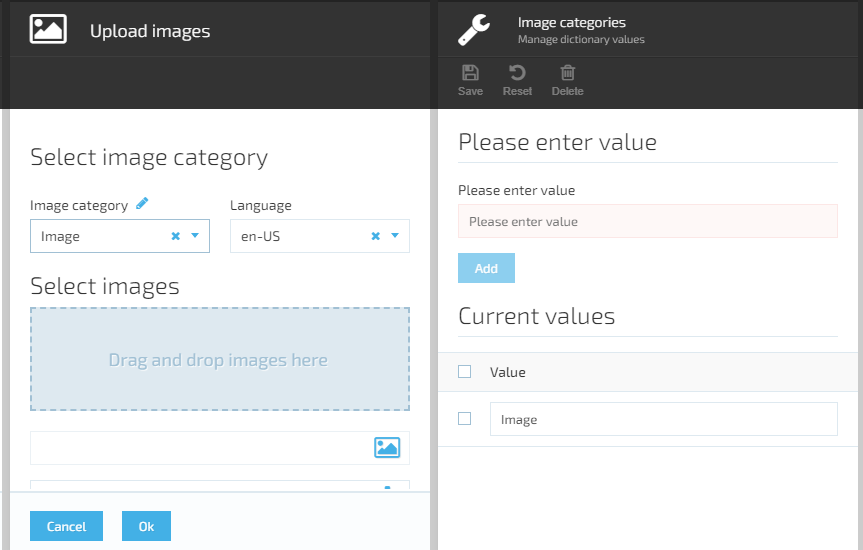 Upload images
Select image category
Image category
Language
Image
en-US
Select images
Drag and drop images here
Cancel
Ok
Image categories
Manage dictionary values
Save
Reset
Delete
Please enter value
Please enter value
Please enter value
Add
Current values
Value
Image